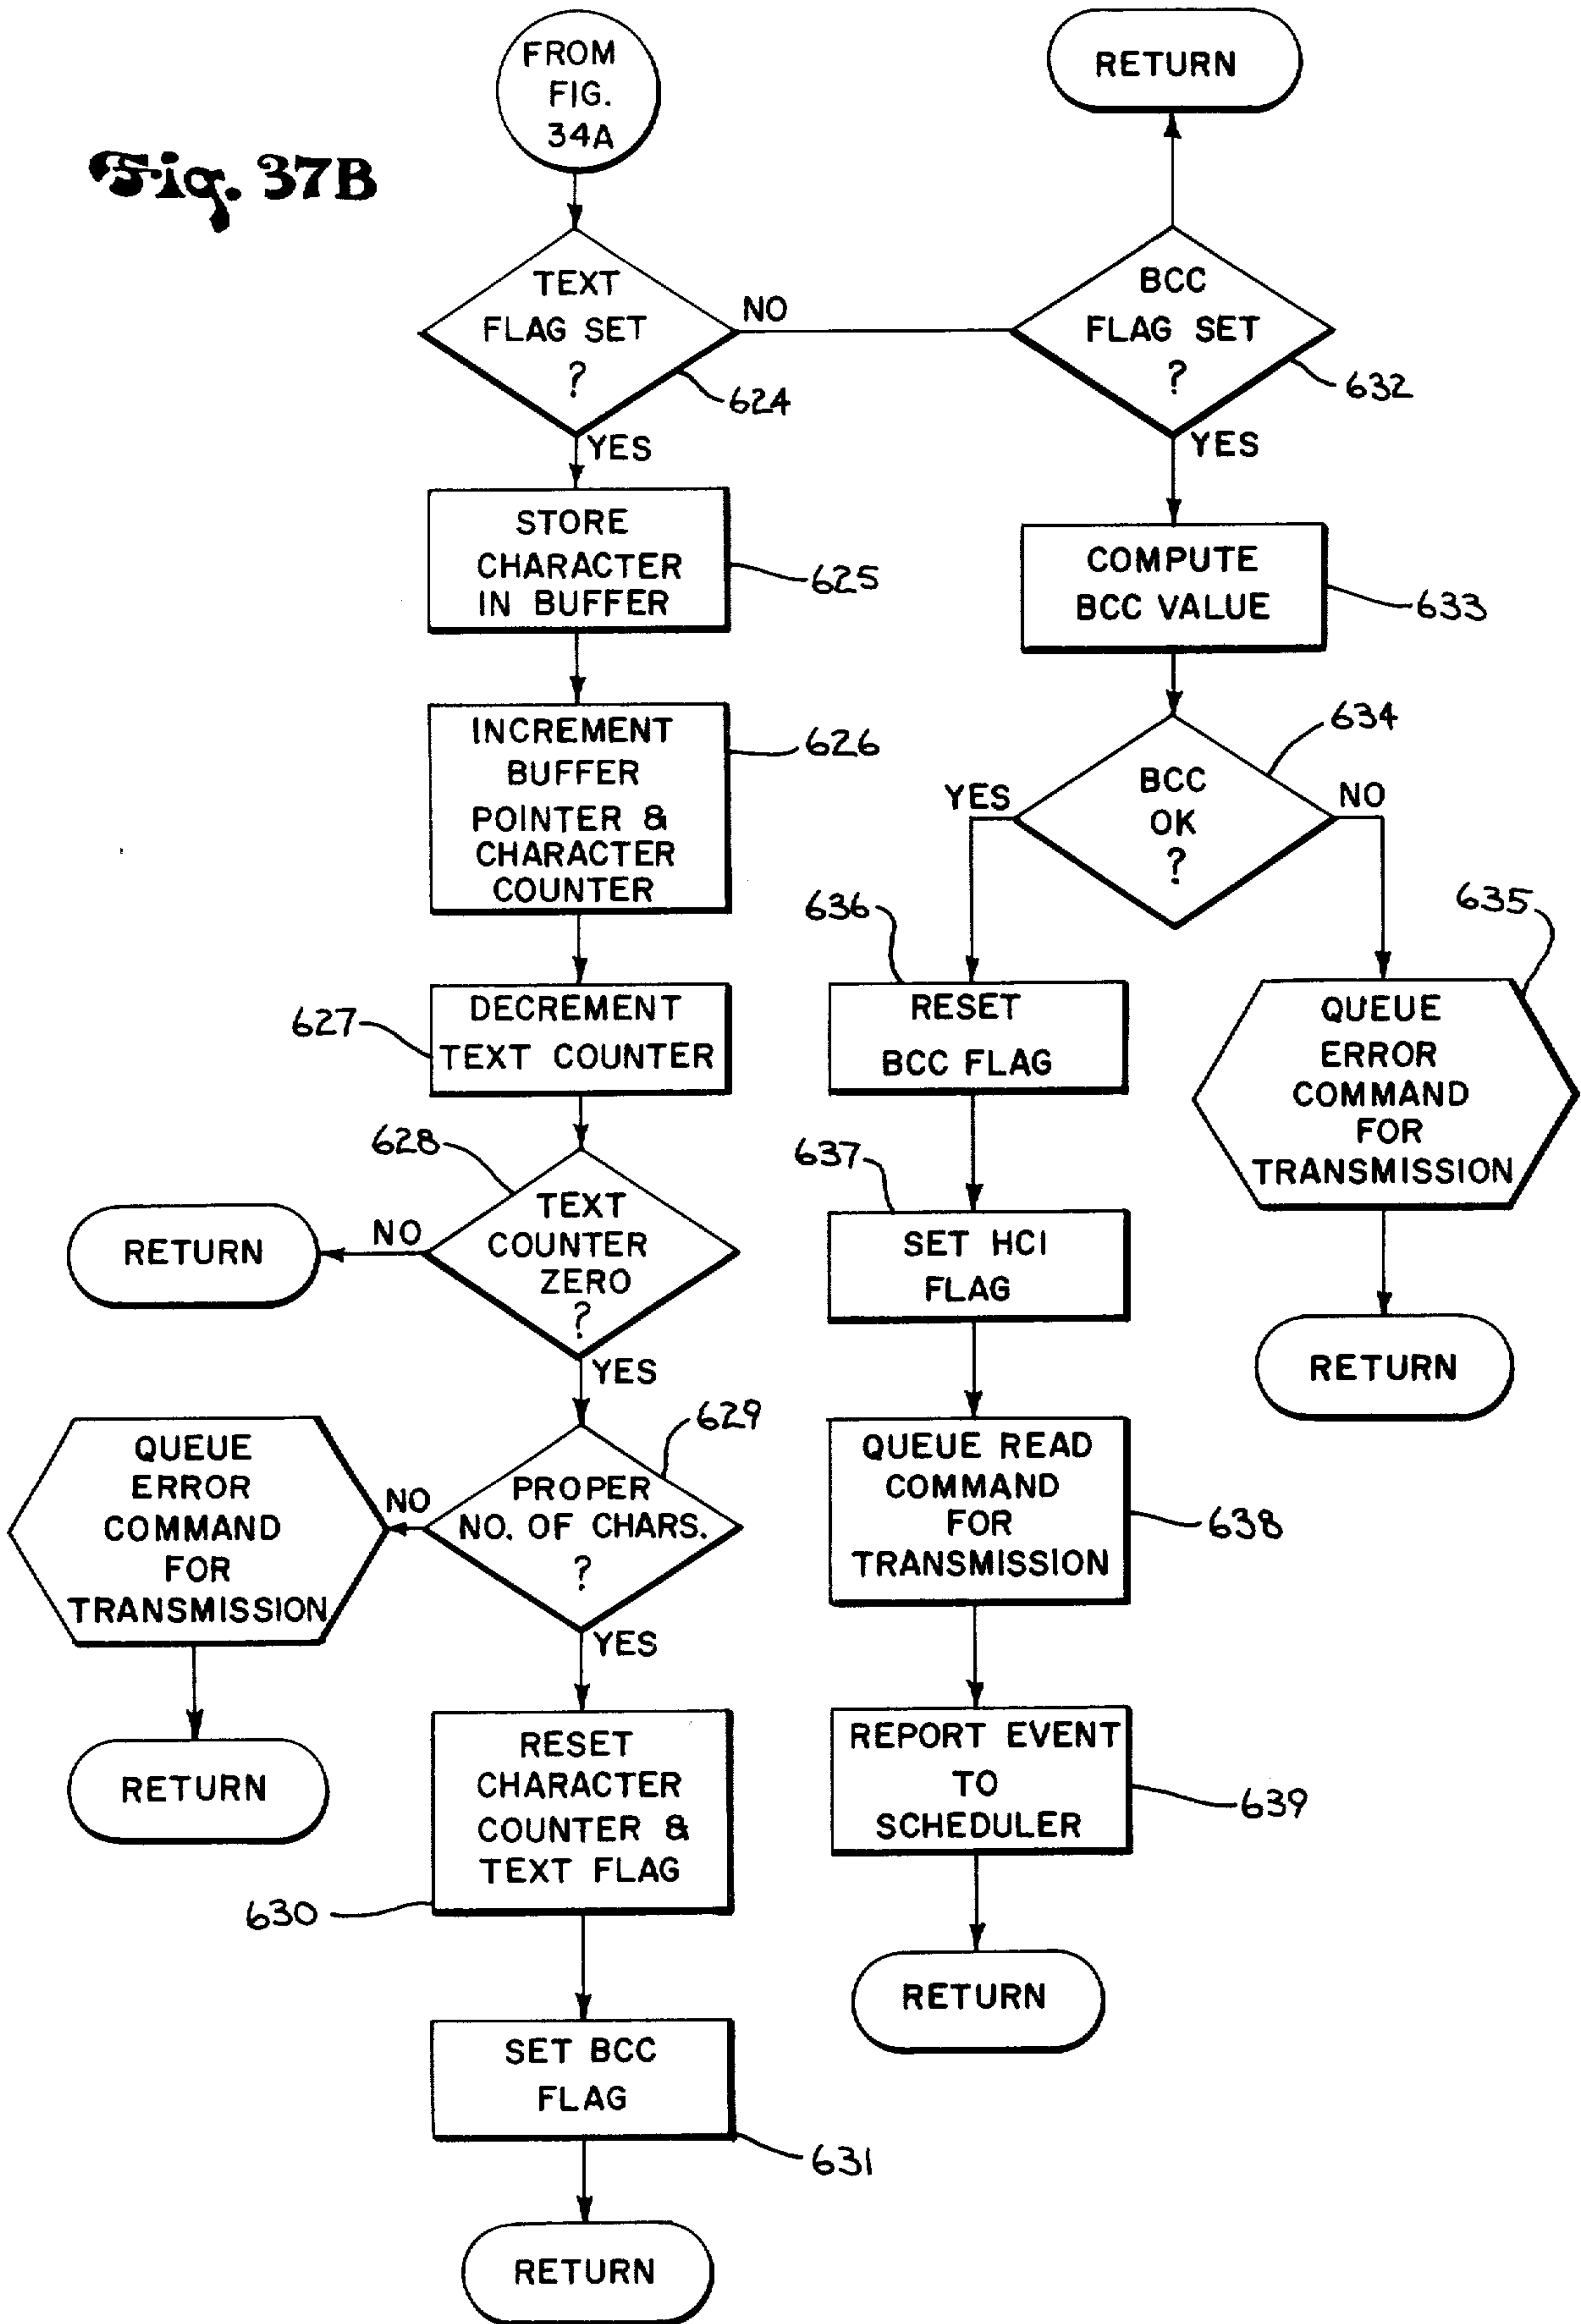 Fig. 37B
FROM
FIG.
34A
TEXT
FLAG SET
?
624
NO
YES
STORE
CHARACTER
IN BUFFER
625
INCREMENT
BUFFER
POINTER &
CHARACTER
COUNTER
626
DECREMENT
TEXT COUNTER
627
628
TEXT
COUNTER
ZERO
?
NO
RETURN
YES
629
PROPER
NO. OF CHARS.
?
NO
QUEUE
ERROR
COMMAND
FOR
TRANSMISSION
RETURN
YES
RESET
CHARACTER
COUNTER &
TEXT FLAG
630
SET BCC
FLAG
631
RETURN
RETURN
BCC
FLAG SET
?
632
YES
COMPUTE
BCC VALUE
633
634
BCC
OK
?
YES
NO
636
RESET
BCC FLAG
637
SET HCI
FLAG
QUEUE READ
COMMAND
FOR
TRANSMISSION
638
REPORT EVENT
TO
SCHEDULER
639
RETURN
635
QUEUE
ERROR
COMMAND
FOR
TRANSMISSION
RETURN